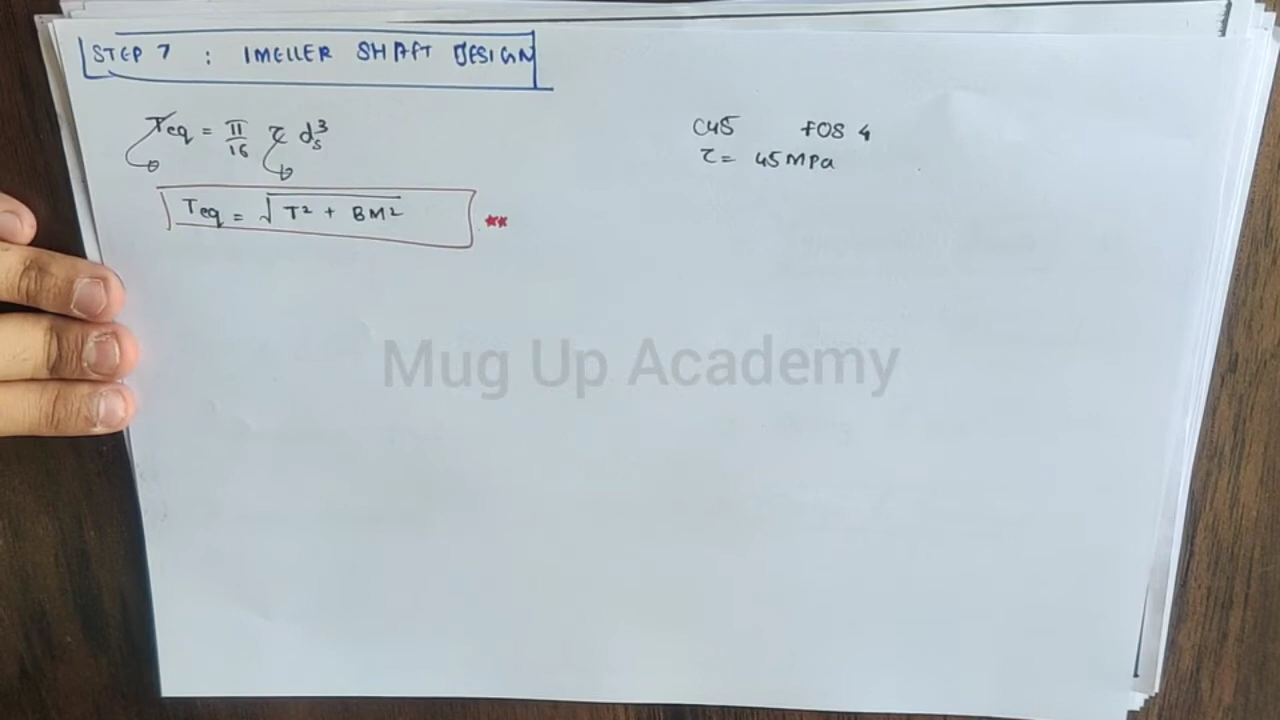 STEP 7 : IMELLER SHAFT DESIGN
Teq = π/16 τ ds³
C45 FOS 4
τ = 45 MPa
Teq = √T² + BM² **
Mug Up Academy